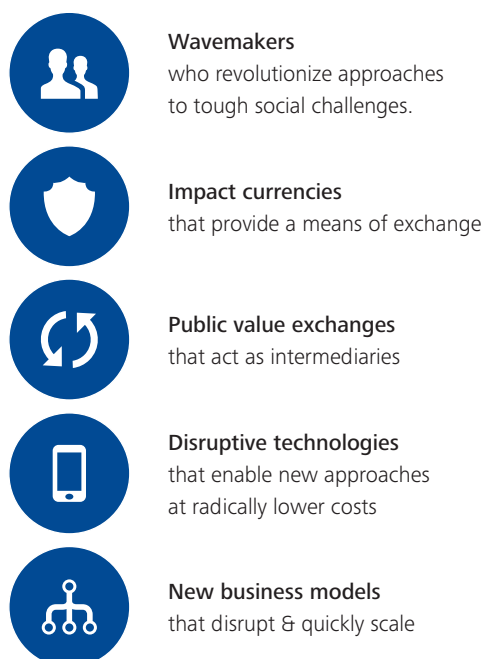 Wavemakers
who revolutionize approaches
to tough social challenges.
Impact currencies
that provide a means of exchange
Public value exchanges
that act as intermediaries
Disruptive technologies
that enable new approaches
at radically lower costs
New business models
that disrupt & quickly scale